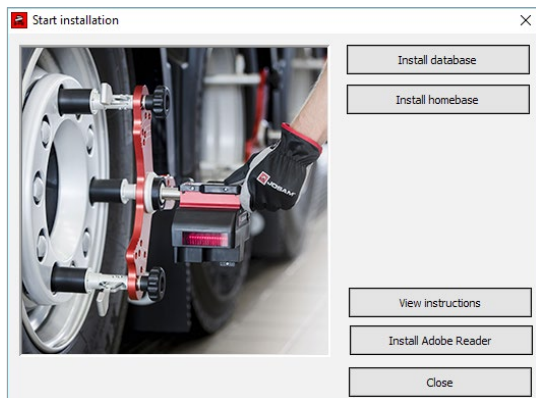 Start installation
Install database
Install homebase
JOSAM
View instructions
Install Adobe Reader
Close